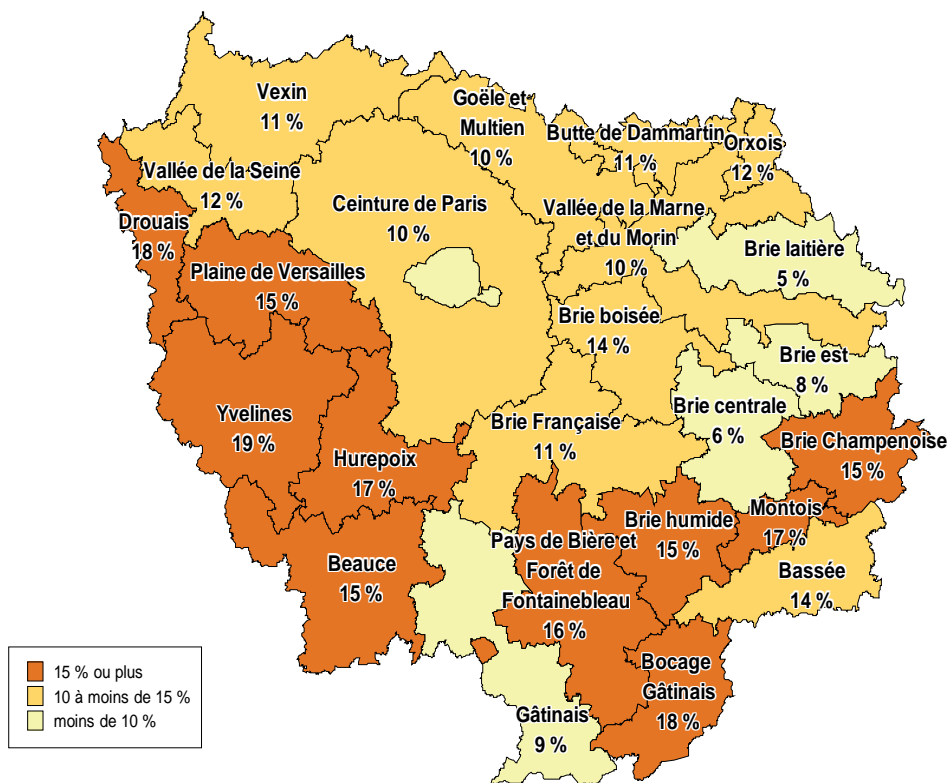 Vexin
11 %
Goële et
Multien
10 %
Butte de Dammartin
11 %
Orxois
12 %
Vallée de la Seine
12 %
Ceinture de Paris
10 %
Vallée de la Marne
et du Morin
10 %
Drouais
18 %
Brie laitière
5 %
Plaine de Versailles
15 %
Brie boisée
14 %
Brie est
8 %
Yvelines
19 %
Brie centrale
6 %
Brie Française
11 %
Brie Champenoise
15 %
Hurepoix
17 %
Montois
17 %
Brie humide
15 %
Pays de Bière et
Forêt de
Fontainebleau
16 %
Beauce
15 %
Bassée
14 %
Bocage
Gâtinais
18 %
Gâtinais
9 %
15 % ou plus
10 à moins de 15 %
moins de 10 %